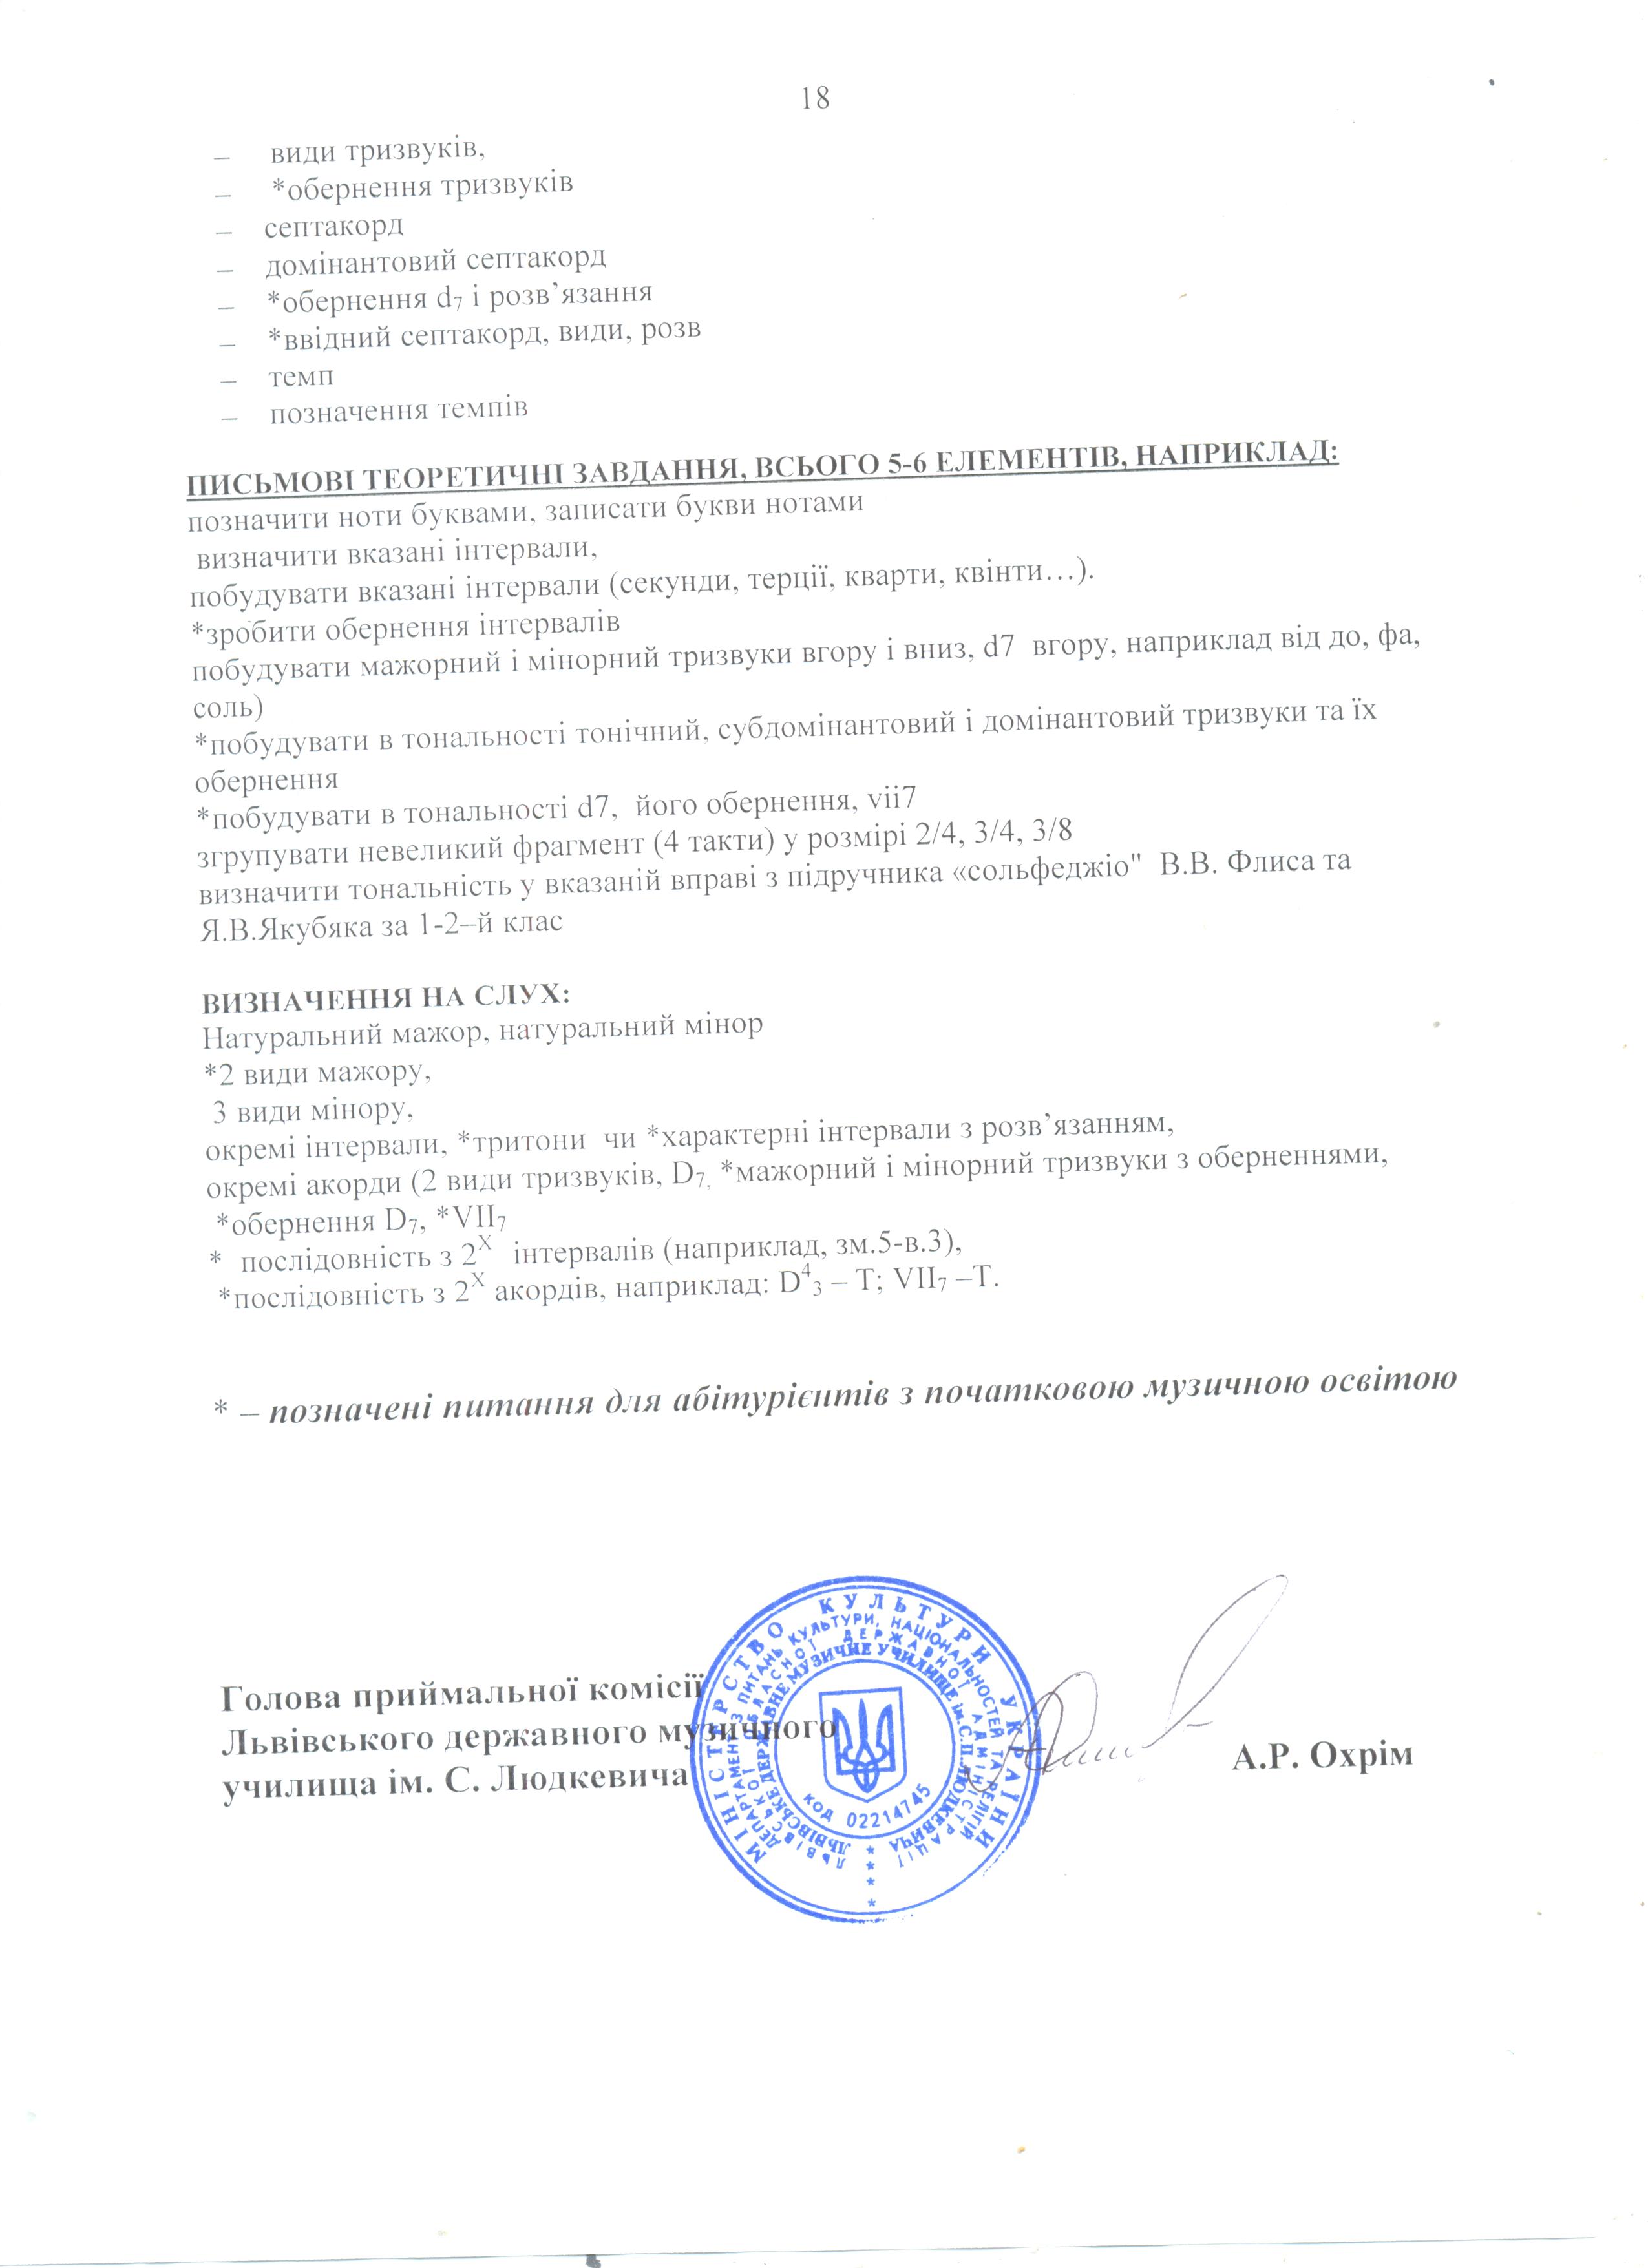 18
– види тризвуків,
– *обернення тризвуків
– септакорд
– домінантовий септакорд
– *обернення d₇ і розв’язання
– *ввідний септакорд, види, розв
– темп
– позначення темпів
ПИСЬМОВІ ТЕОРЕТИЧНІ ЗАВДАННЯ, ВСЬОГО 5-6 ЕЛЕМЕНТІВ, НАПРИКЛАД:
позначити ноти буквами, записати букви нотами
визначити вказані інтервали,
побудувати вказані інтервали (секунди, терції, кварти, квінти…).
*зробити обернення інтервалів
побудувати мажорний і мінорний тризвуки вгору і вниз, d7 вгору, наприклад від до, фа,
соль)
*побудувати в тональності тонічний, субдомінантовий і домінантовий тризвуки та їх
обернення
*побудувати в тональності d7, його обернення, vii7
згрупувати невеликий фрагмент (4 такти) у розмірі 2/4, 3/4, 3/8
визначити тональність у вказаній вправі з підручника «сольфеджіо" В.В. Флиса та
Я.В.Якубяка за 1-2–й клас
ВИЗНАЧЕННЯ НА СЛУХ:
Натуральний мажор, натуральний мінор
*2 види мажору,
3 види мінору,
окремі інтервали, *тритони чи *характерні інтервали з розв’язанням,
окремі акорди (2 види тризвуків, D₇, *мажорний і мінорний тризвуки з оберненнями,
*обернення D₇, *VII₇
* послідовність з 2ˣ інтервалів (наприклад, зм.5-в.3),
*послідовність з 2ˣ акордів, наприклад: D⁴₃ – Т; VII₇ –Т.
* – позначені питання для абітурієнтів з початковою музичною освітою
Голова приймальної комісії
Львівського державного музичного
училища ім. С. Людкевича
А.Р. Охрім
МІНІСТЕРСТВО КУЛЬТУРИ УКРАЇНИ
ДЕПАРТАМЕНТ З ПИТАНЬ КУЛЬТУРИ, НАЦІОНАЛЬНОСТЕЙ ТА РЕЛІГІЙ
ЛЬВІВСЬКОЇ ОБЛАСНОЇ ДЕРЖАВНОЇ АДМІНІСТРАЦІЇ
ЛЬВІВСЬКЕ ДЕРЖАВНЕ МУЗИЧНЕ УЧИЛИЩЕ ім. С.П. ЛЮДКЕВИЧА
код 02214745